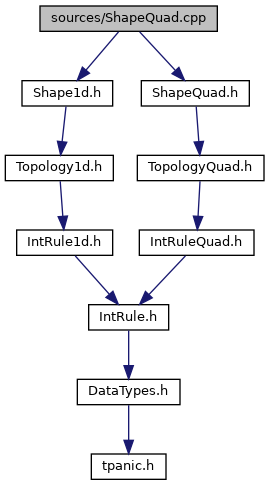 sources/ShapeQuad.cpp
Shape1d.h
ShapeQuad.h
Topology1d.h
TopologyQuad.h
IntRule1d.h
IntRuleQuad.h
IntRule.h
DataTypes.h
tpanic.h